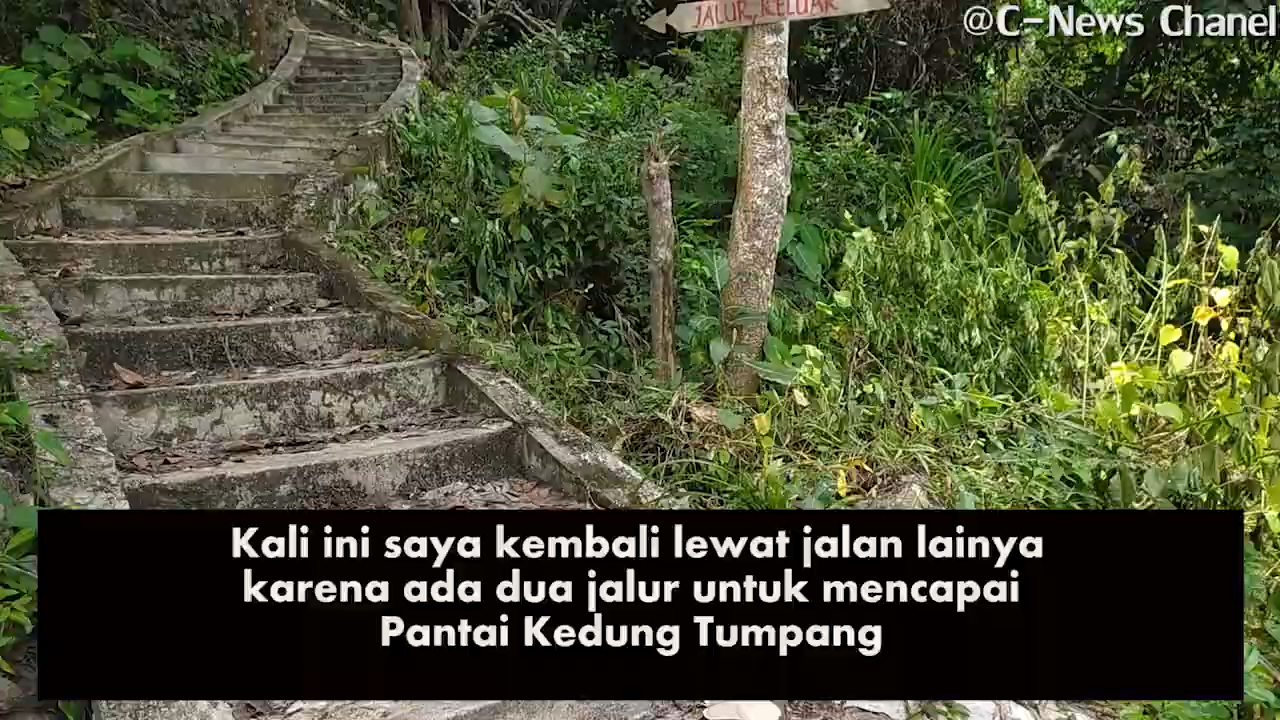 JALUR KELUAR
@C-News Chanel
Kali ini saya kembali lewat jalan lainya
karena ada dua jalur untuk mencapai
Pantai Kedung Tumpang